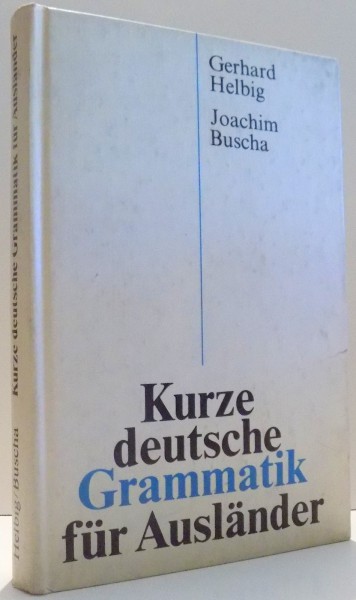 Gerhard
Helbig
Joachim
Buscha
Kurze
deutsche
Grammatik
für Ausländer
Helbig/Buscha Kurze deutsche Grammatik für Ausländer